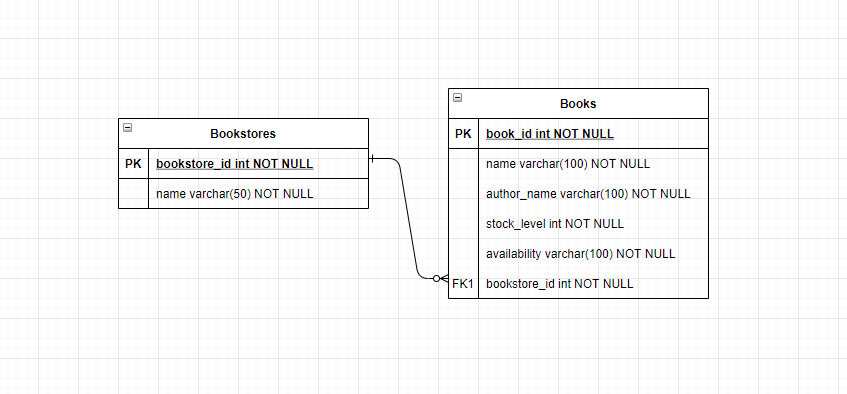 Bookstores
PK bookstore_id int NOT NULL
name varchar(50) NOT NULL
Books
PK book_id int NOT NULL
name varchar(100) NOT NULL
author_name varchar(100) NOT NULL
stock_level int NOT NULL
availability varchar(100) NOT NULL
FK1 bookstore_id int NOT NULL